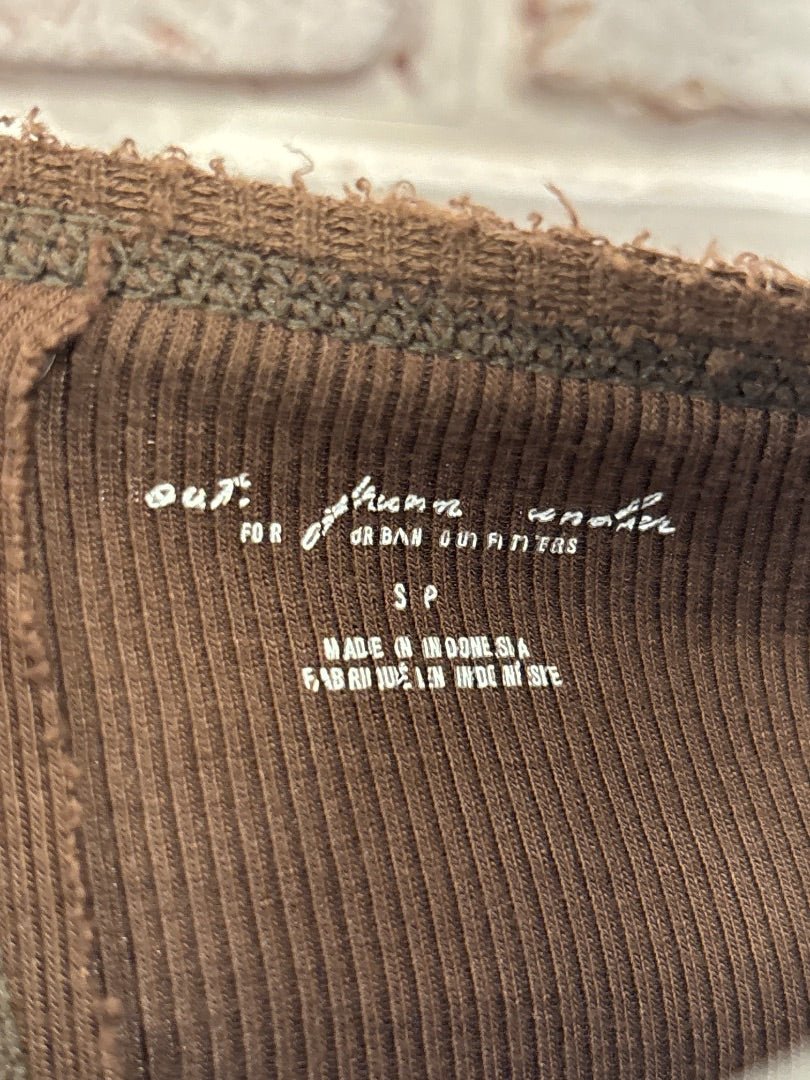 out: from under
FOR URBAN OUTFITTERS
S P
MADE IN INDONESIA
FABRIQUÉ EN INDONÉSIE